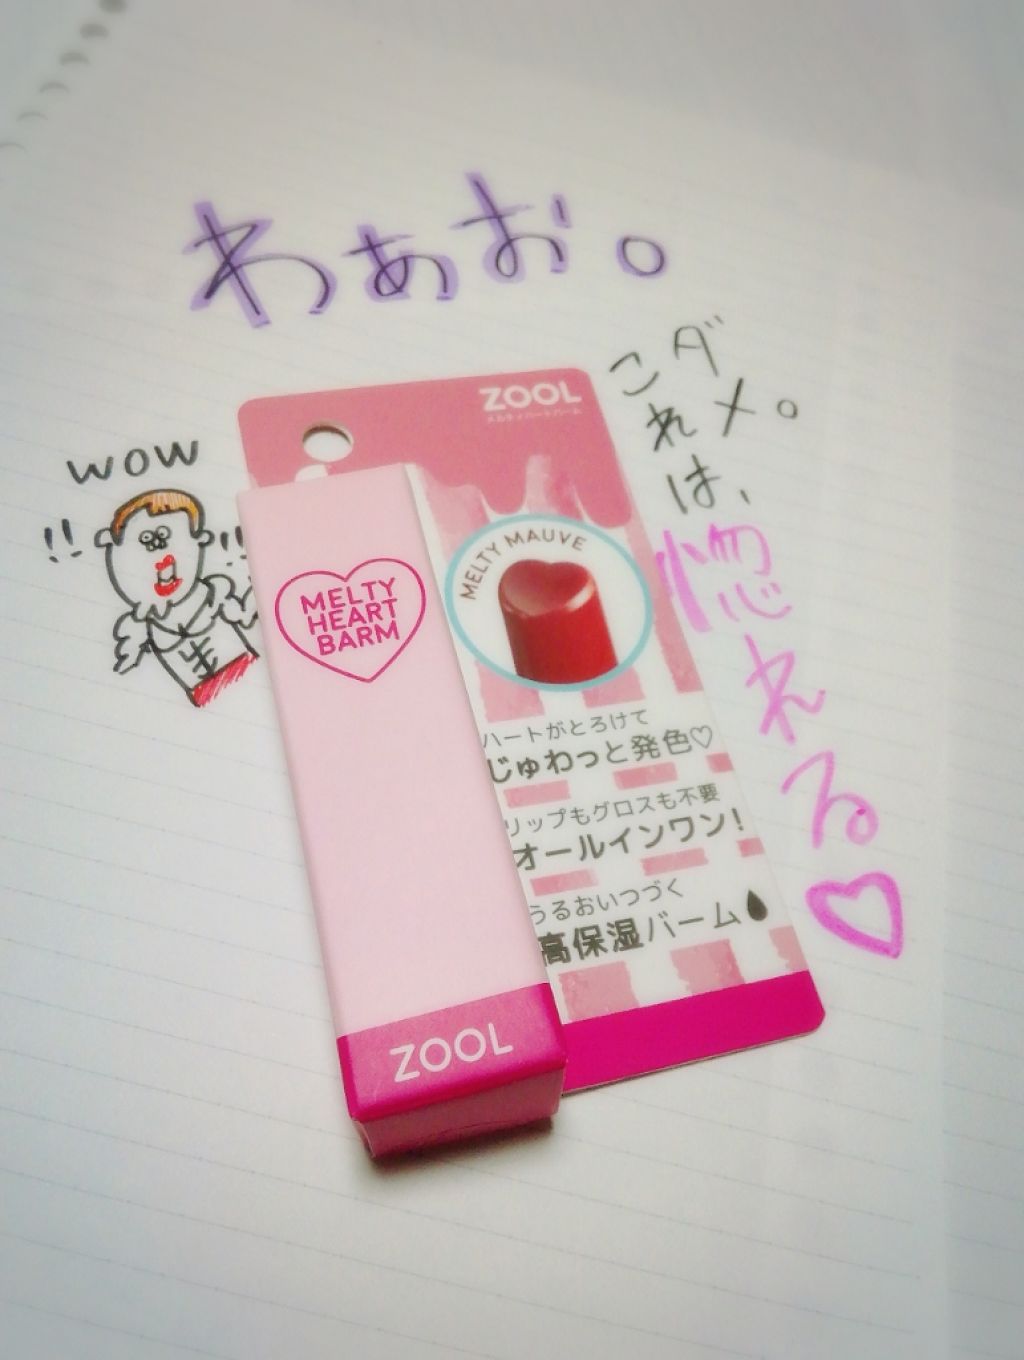 わぁお。
ダメ。
これは、
惚れる♡
wow
!!
!!
生
ZOOL
メルティハートバーム
MELTY
HEART
BARM
MELTY MAUVE
ハートがとろけて
じゅわっと発色♡
リップもグロスも不要
オールインワン!
うるおいつづく
高保湿バーム
ZOOL